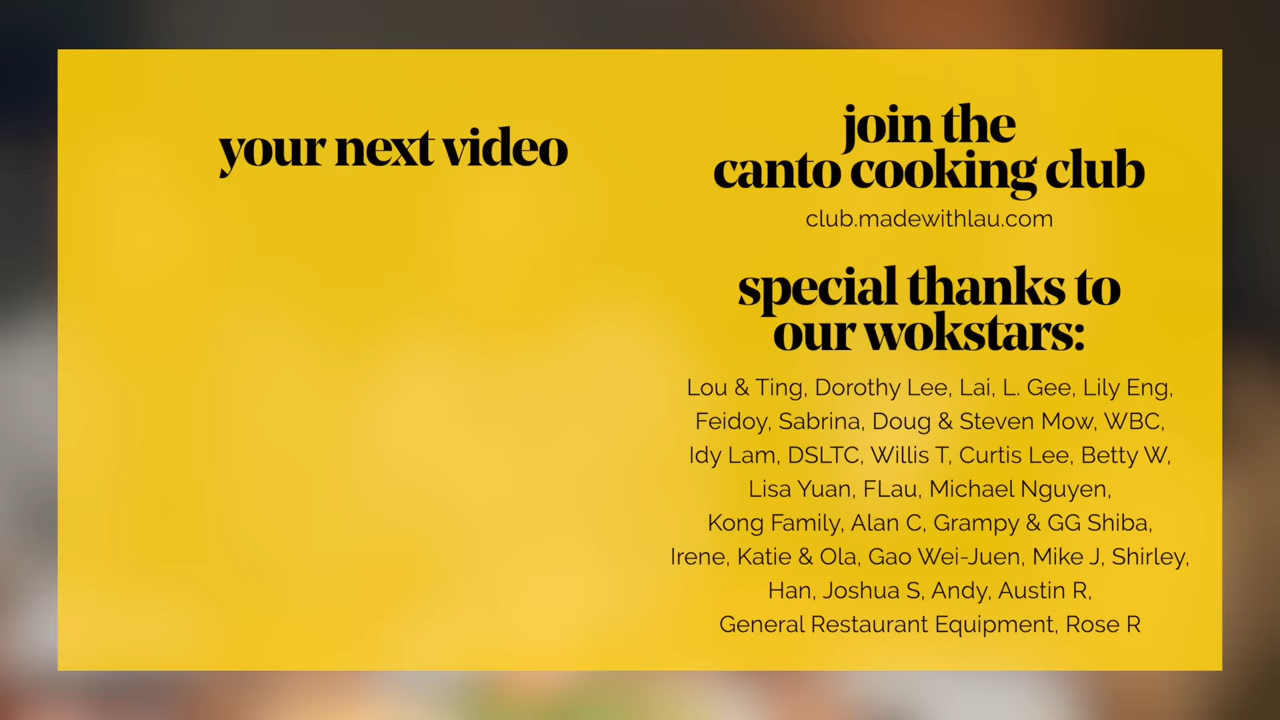 your next video
join the
canto cooking club
club.madewithlau.com
special thanks to
our wokstars:
Lou & Ting, Dorothy Lee, Lai, L. Gee, Lily Eng,
Feidoy, Sabrina, Doug & Steven Mow, WBC,
Idy Lam, DSLTC, Willis T, Curtis Lee, Betty W,
Lisa Yuan, FLau, Michael Nguyen,
Kong Family, Alan C, Grampy & GG Shiba,
Irene, Katie & Ola, Gao Wei-Juen, Mike J, Shirley,
Han, Joshua S, Andy, Austin R,
General Restaurant Equipment, Rose R